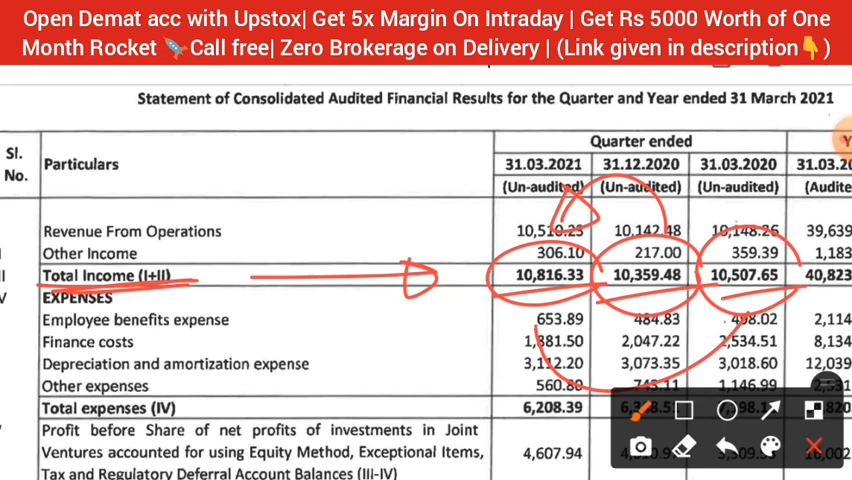 Open Demat acc with Upstox| Get 5x Margin On Intraday | Get Rs 5000 Worth of One
Month Rocket 🚀Call free| Zero Brokerage on Delivery | (Link given in description👇)
Statement of Consolidated Audited Financial Results for the Quarter and Year ended 31 March 2021
Sl. No. Particulars Quarter ended Y
31.03.2021 31.12.2020 31.03.2020 31.03.20
(Un-audited) (Un-audited) (Un-audited) (Audite
Revenue From Operations 10,510.23 10,142.48 10,148.26 39,639
I Other Income 306.10 217.00 359.39 1,183
II Total Income (I+II) 10,816.33 10,359.48 10,507.65 40,823
V EXPENSES
Employee benefits expense 653.89 484.83 498.02 2,114
Finance costs 1,881.50 2,047.22 2,534.51 8,134
Depreciation and amortization expense 3,112.20 3,073.35 3,018.60 12,039
Other expenses 560.80 743.11 1,146.99
Total expenses (IV) 6,208.39
Profit before Share of net profits of investments in Joint
Ventures accounted for using Equity Method, Exceptional Items, 4,607.94
Tax and Regulatory Deferral Account Balances (III-IV)